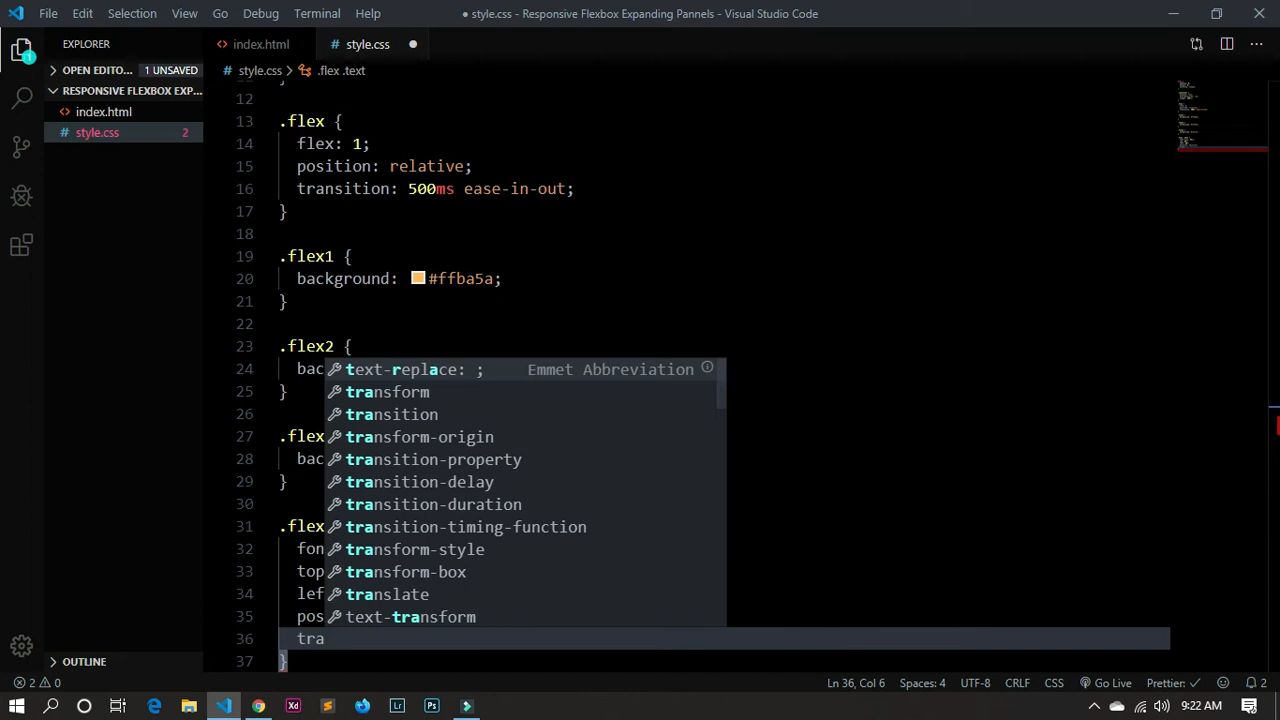 File Edit Selection View Go Debug Terminal Help
● style.css - Responsive Flexbox Expanding Pannels - Visual Studio Code
1
EXPLORER
OPEN EDITO... 1 UNSAVED
RESPONSIVE FLEXBOX EXP...
<> index.html
# style.css 2
OUTLINE
<> index.html
# style.css ●
# style.css > .flex .text
}
12
13 .flex {
14 flex: 1;
15 position: relative;
16 transition: 500ms ease-in-out;
17 }
18
19 .flex1 {
20 background: #ffba5a;
21 }
22
23 .flex2 {
24 bac
25 }
26
27 .flex
28 bac
29 }
30
31 .flex
32 fon
33 top
34 lef
35 pos
36 tra
37 }
text-replace: ; Emmet Abbreviation
transform
transition
transform-origin
transition-property
transition-delay
transition-duration
transition-timing-function
transform-style
transform-box
translate
text-transform
2 0
Ln 36, Col 6 Spaces: 4 UTF-8 CRLF CSS Go Live Prettier: ✓ 2
Xd Lr Ps
9:22 AM